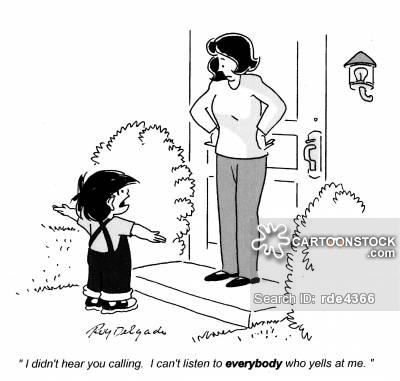 CARTOONSTOCK
.com
Search ID: rde4366
Roy Delgado
" I didn't hear you calling.  I can't listen to everybody who yells at me. "